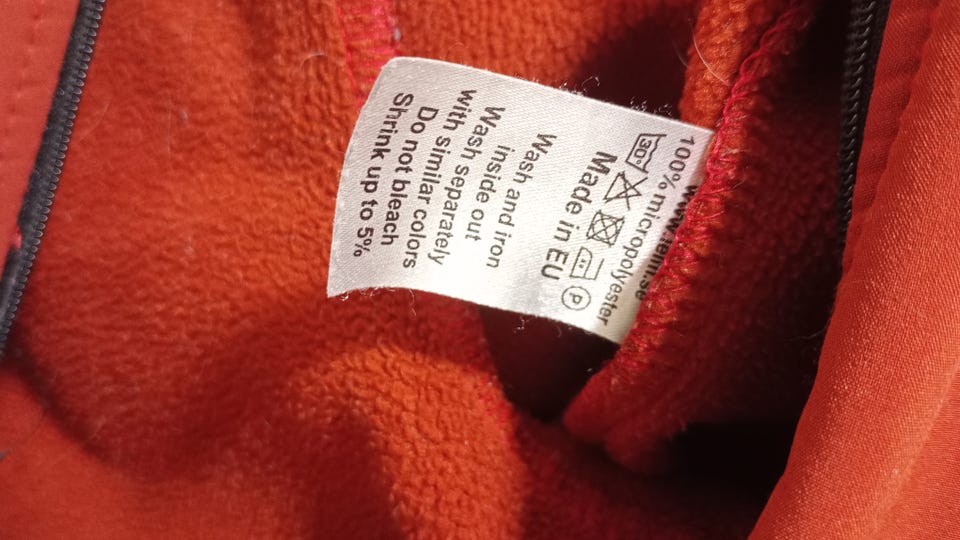 100% micropolyester
30° P
Made in EU
Wash and iron
inside out
Wash separately
with similar colors
Do not bleach
Shrink up to 5%